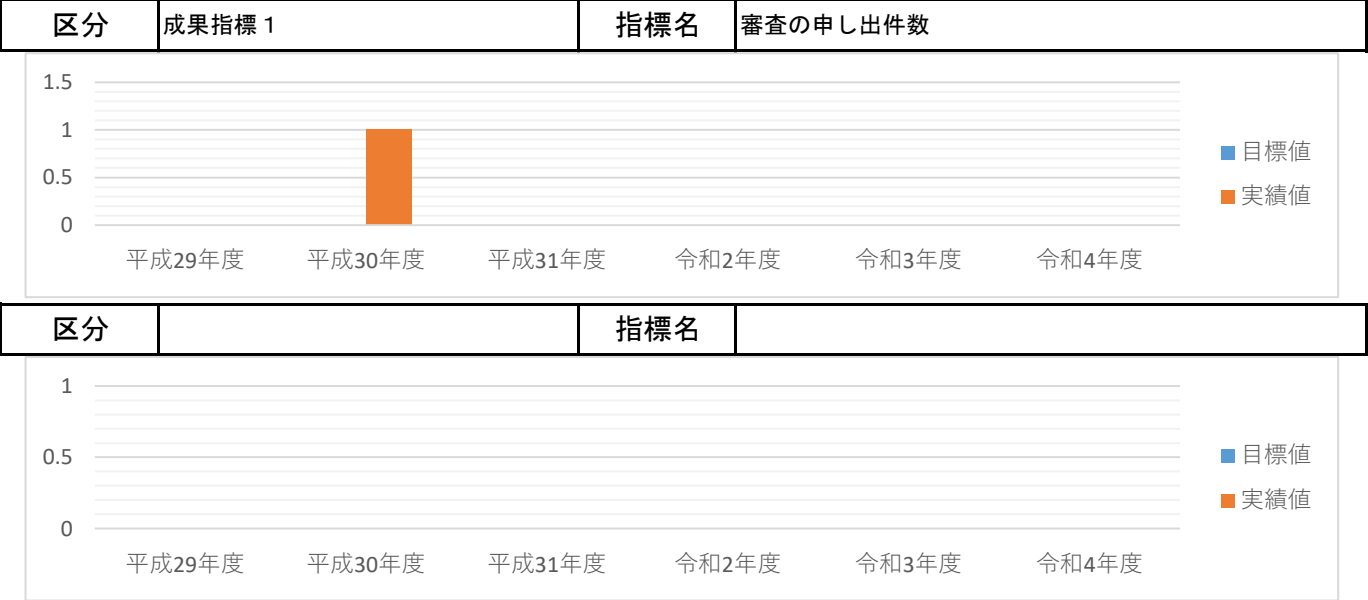 区分 成果指標１ 指標名 審査の申し出件数
1.5
1
0.5
0
平成29年度 平成30年度 平成31年度 令和2年度 令和3年度 令和4年度
目標値
実績値
区分 指標名
1
0.5
0
平成29年度 平成30年度 平成31年度 令和2年度 令和3年度 令和4年度
目標値
実績値